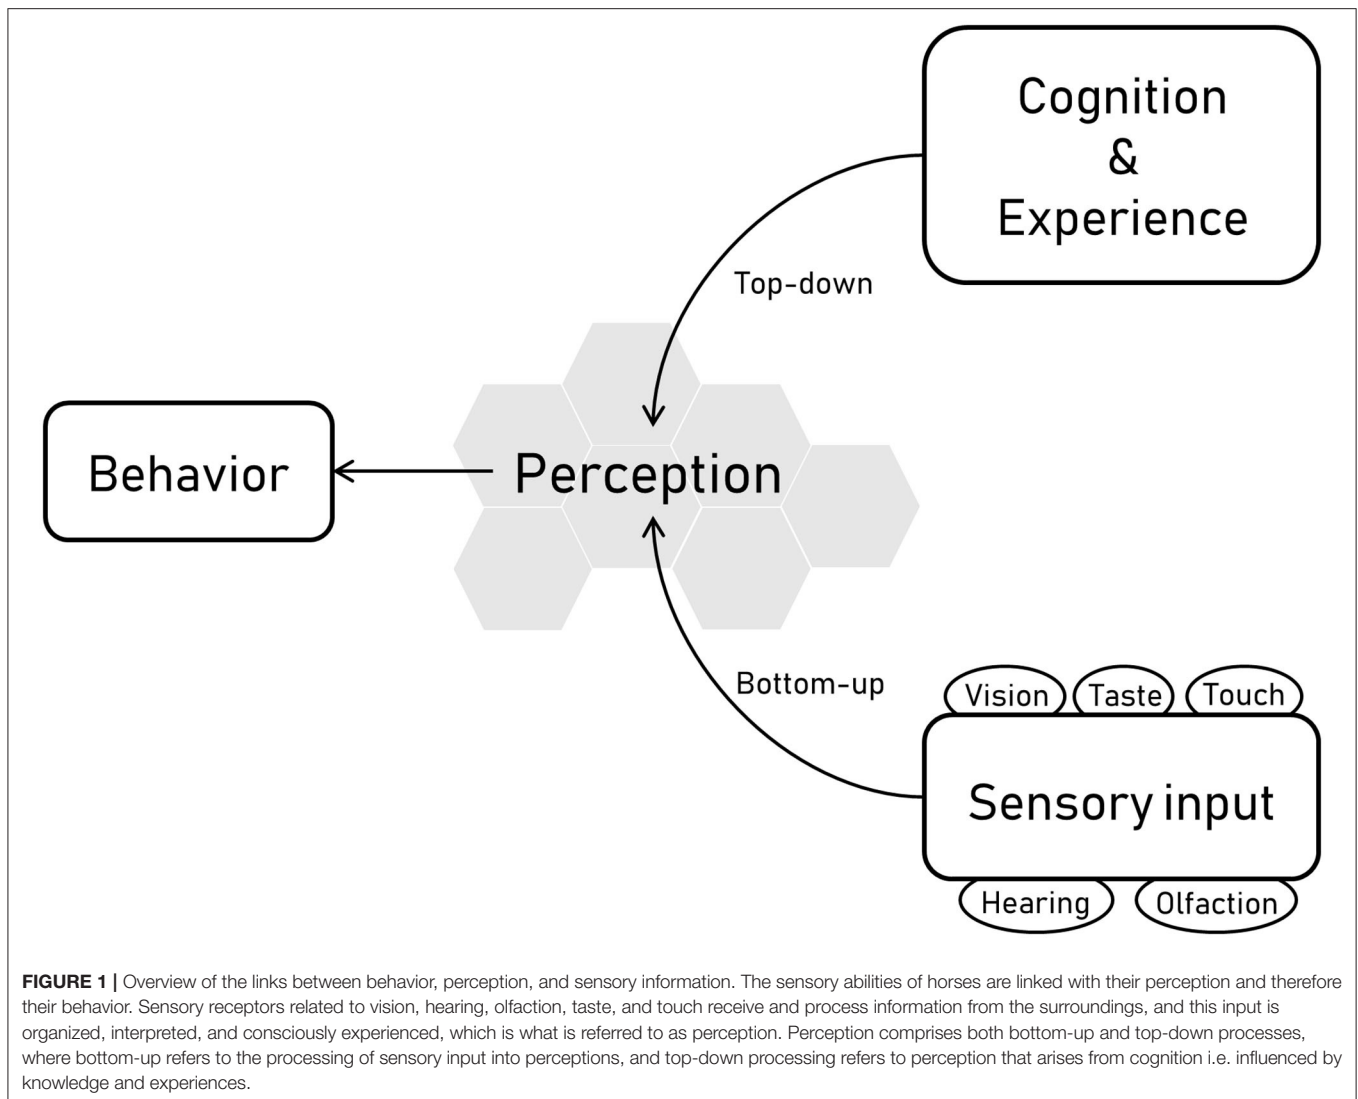 Cognition
&
Experience
Top-down
Behavior
Perception
Bottom-up
Vision Taste Touch
Sensory input
Hearing Olfaction
FIGURE 1 | Overview of the links between behavior, perception, and sensory information. The sensory abilities of horses are linked with their perception and therefore
their behavior. Sensory receptors related to vision, hearing, olfaction, taste, and touch receive and process information from the surroundings, and this input is
organized, interpreted, and consciously experienced, which is what is referred to as perception. Perception comprises both bottom-up and top-down processes,
where bottom-up refers to the processing of sensory input into perceptions, and top-down processing refers to perception that arises from cognition i.e. influenced by
knowledge and experiences.